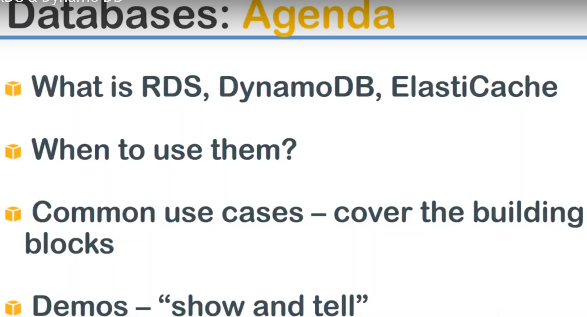 Databases: Agenda
What is RDS, DynamoDB, ElastiCache
When to use them?
Common use cases – cover the building
blocks
Demos – “show and tell”